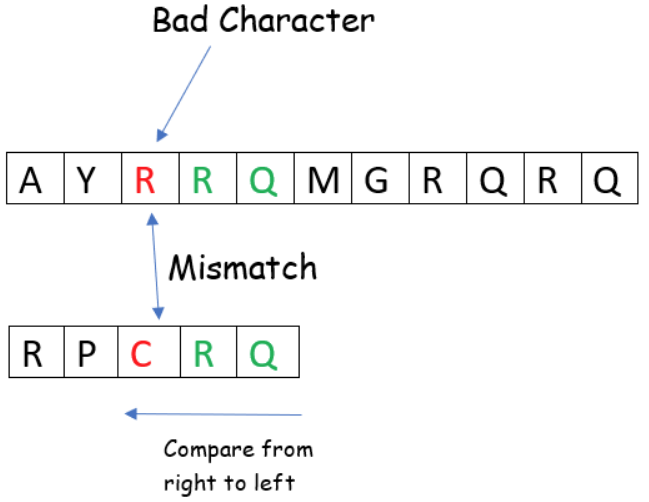 Bad Character
A Y R R Q M G R Q R Q
Mismatch
R P C R Q
Compare from
right to left